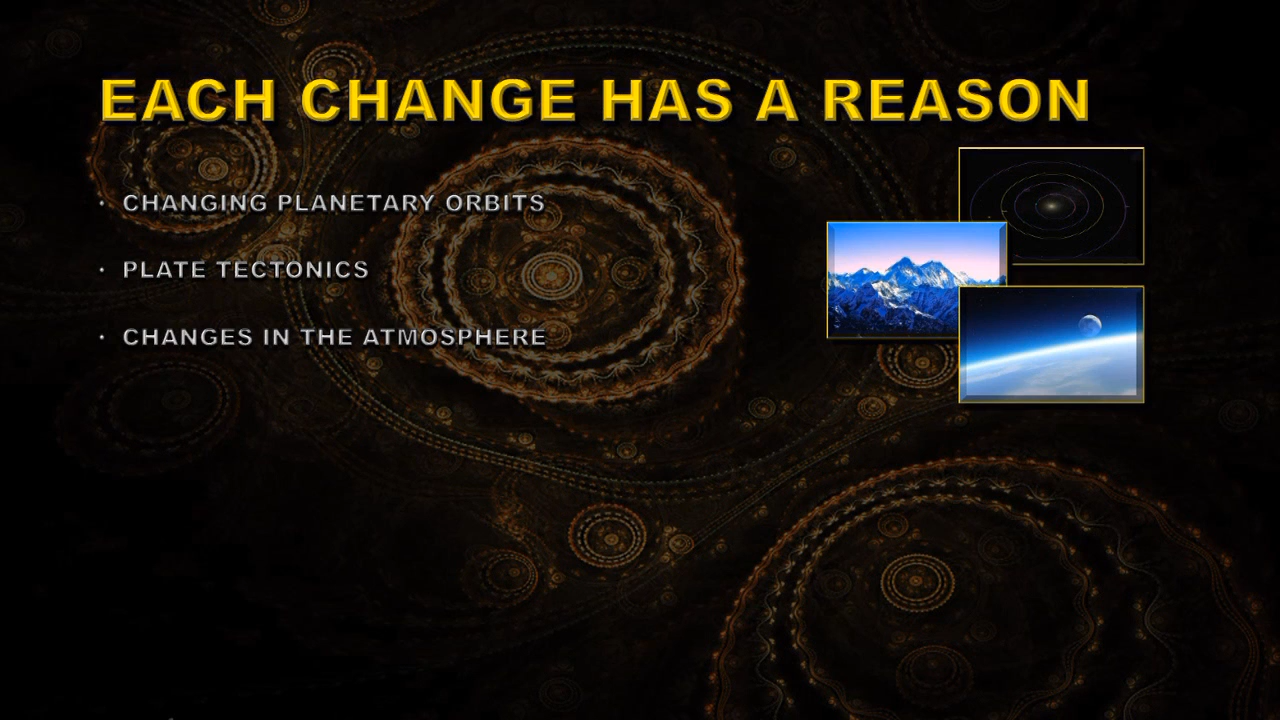 EACH CHANGE HAS A REASON
• CHANGING PLANETARY ORBITS
• PLATE TECTONICS
• CHANGES IN THE ATMOSPHERE